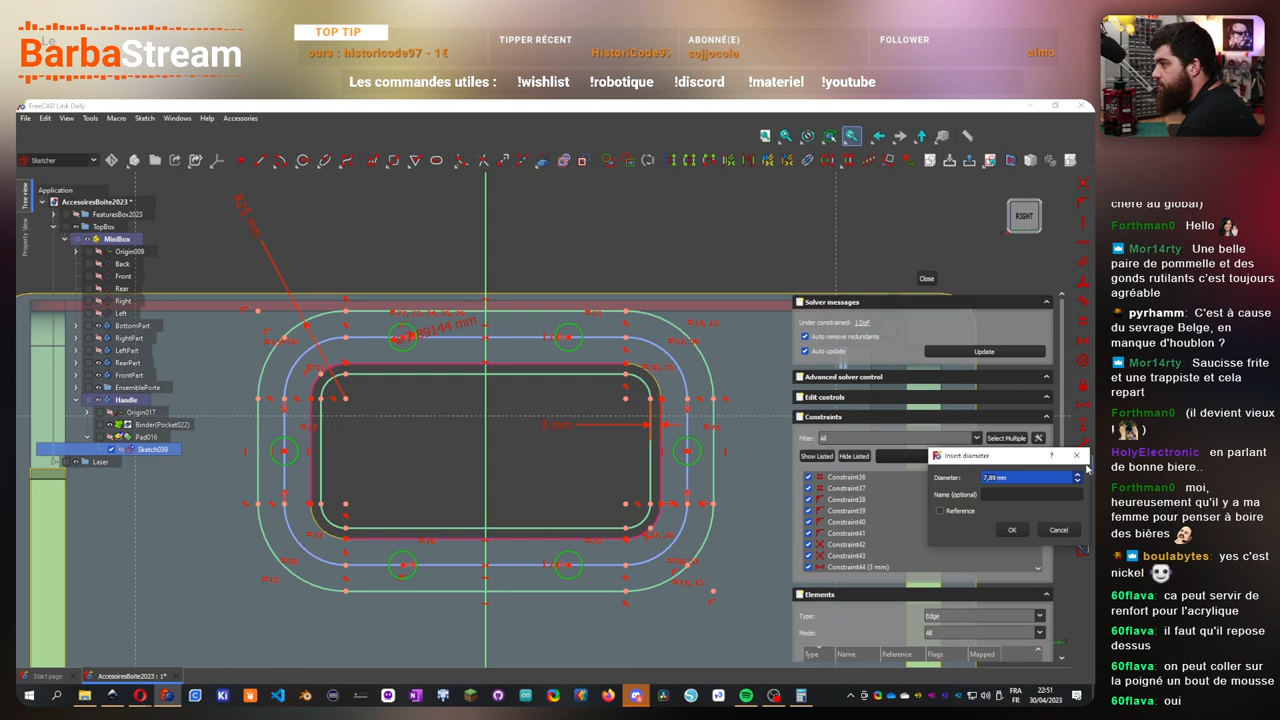 Le
BarbaStream
TOP TIP
ours : historicode97 - 1€
TIPPER RÉCENT
HistoriCode97
ABONNÉ(E)
sojjocola
FOLLOWER
aimo
Les commandes utiles :
!wishlist
!robotique
!discord
!materiel
!youtube
FreeCAD Link Daily
File
Edit
View
Tools
Macro
Sketch
Windows
Help
Accessories
Sketcher
Tree view
Property View
Application
AccesoiresBoite2023 *
FeaturesBox2023
TopBox
MiniBox
Origin009
Back
Front
Rear
Right
Left
BottomPart
RightPart
LeftPart
RearPart
FrontPart
EnsemblePorte
Handle
Origin017
Binder(Pocket022)
Pad016
Sketch039
Laser
R25 mm
RIGHT
Close
Solver messages
Under constrained:
1 DoF
Auto remove redundants
Auto update
Update
Advanced solver control
Edit controls
Constraints
Filter:
All
Select Multiple
Show Listed
Hide Listed
Constraint36
Constraint37
Constraint38
Constraint39
Constraint40
Constraint41
Constraint42
Constraint43
Constraint44 (3 mm)
Insert diameter
?
Diameter:
7,89 mm
Name (optional)
Reference
OK
Cancel
Elements
Type:
Edge
Mode:
All
Type
Name
Reference
Flags
Mapped
Start page
AccesoiresBoite2023 : 1*
FRA
FR
22:51
30/04/2023
chère au global)
Forthman0 Hello
Mor14rty: Une belle
paire de pommelle et des
gonds rutilants c'est toujours
agréable
pyrham: C'est à cause
du sevrage Belge, en
manque d'houblon ?
Mor14rty: Saucisse frite
et une trappiste et cela
repart
Forthman0 (il devient vieux
! )
HolyElectronic: en parlant
de bonne biere..
Forthman0: moi,
heureusement qu'il y a ma
femme pour penser à boire
des bières
boulabytes: yes c'est
nickel
60flava: ca peut servir de
renfort pour l'acrylique
60flava: il faut qu'il repose
dessus
60flava: on peut coller sur
la poigné un bout de mousse
60flava: oui